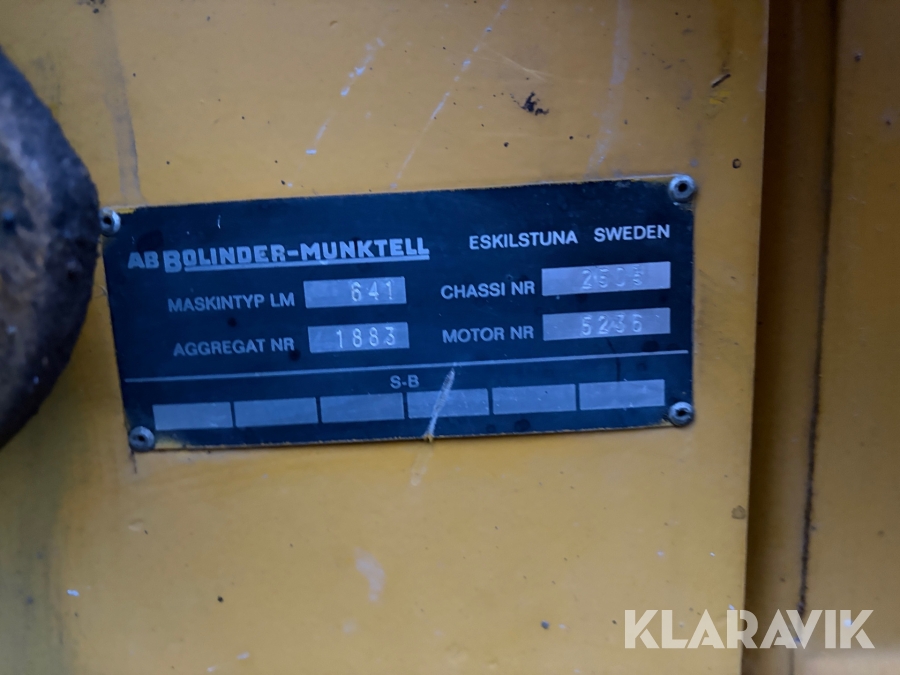 AB BOLINDER-MUNKTELL ESKILSTUNA SWEDEN
MASKINTYP LM 641 CHASSI NR
AGGREGAT NR 1883 MOTOR NR 5236
S-B
KLARAVIK